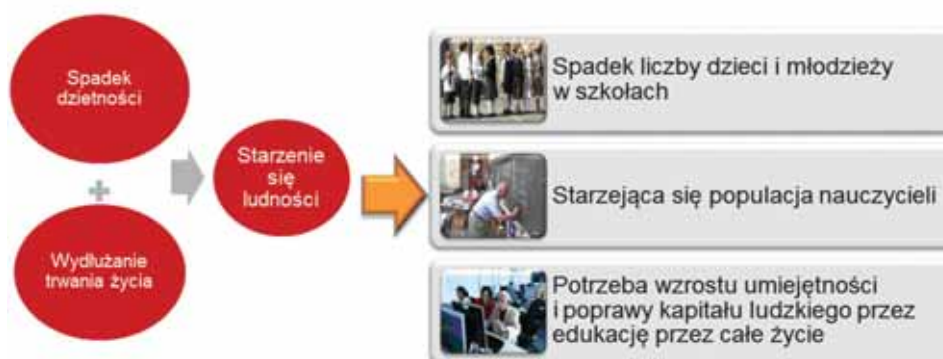 Spadek
dzietności
+
Wydłużanie
trwania życia
Starzenie
się
ludności
Spadek liczby dzieci i młodzieży
w szkołach
Starzejąca się populacja nauczycieli
Potrzeba wzrostu umiejętności
i poprawy kapitału ludzkiego przez
edukację przez całe życie